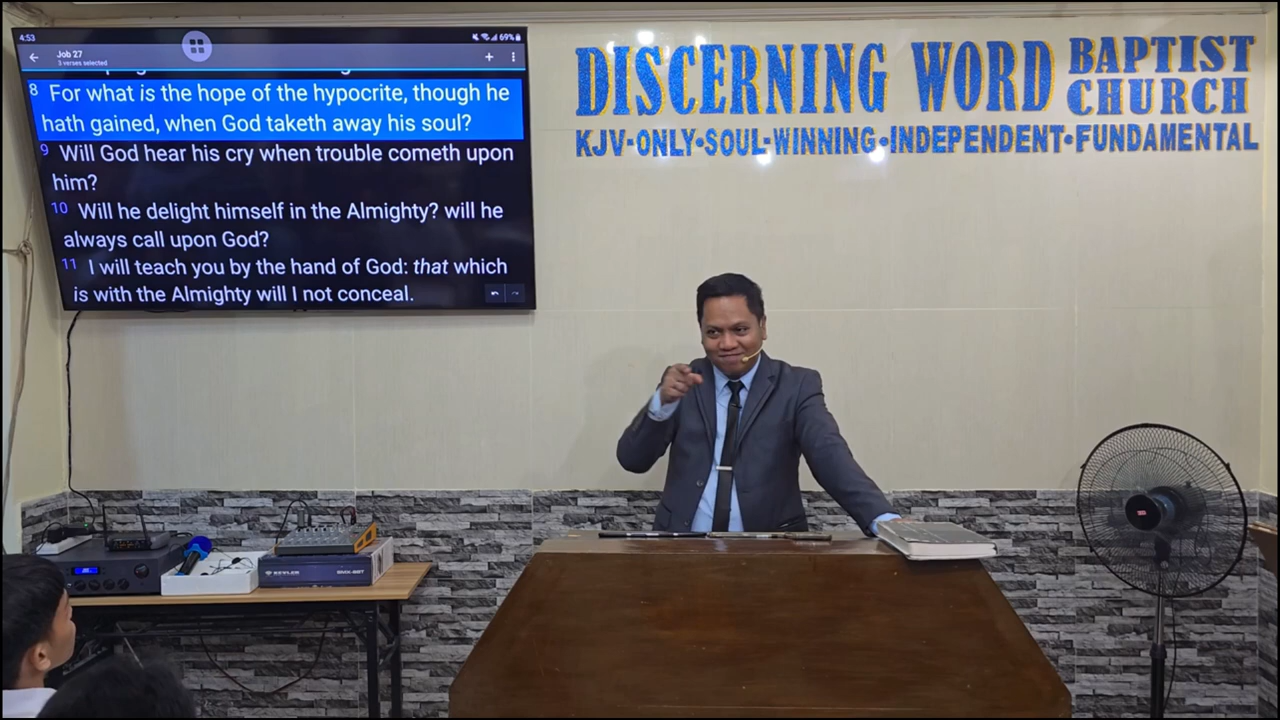 4:53
69%
Job 27
3 verses selected
8 For what is the hope of the hypocrite, though he
hath gained, when God taketh away his soul?
9 Will God hear his cry when trouble cometh upon
him?
10 Will he delight himself in the Almighty? will he
always call upon God?
11 I will teach you by the hand of God: that which
is with the Almighty will I not conceal.
DISCERNING WORD BAPTIST
CHURCH
KJV-ONLY•SOUL-WINNING•INDEPENDENT•FUNDAMENTAL